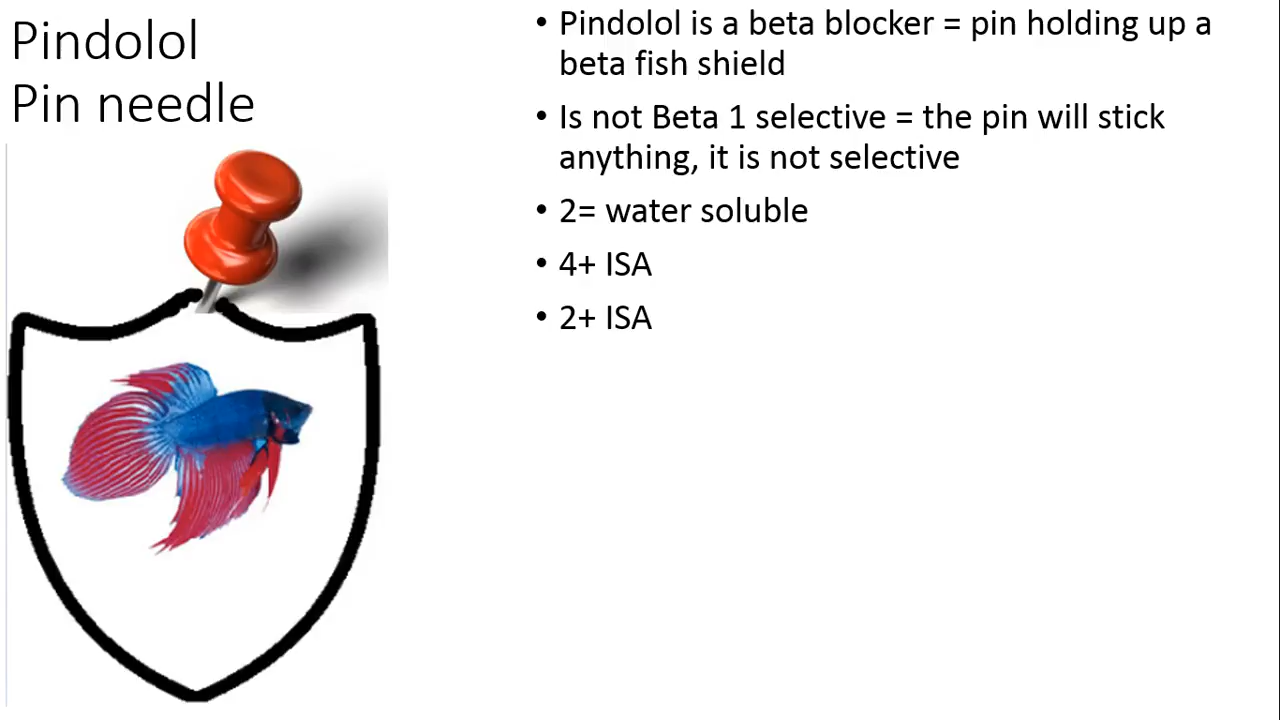 Pindolol
Pin needle
• Pindolol is a beta blocker = pin holding up a
beta fish shield
• Is not Beta 1 selective = the pin will stick
anything, it is not selective
• 2= water soluble
• 4+ ISA
• 2+ ISA